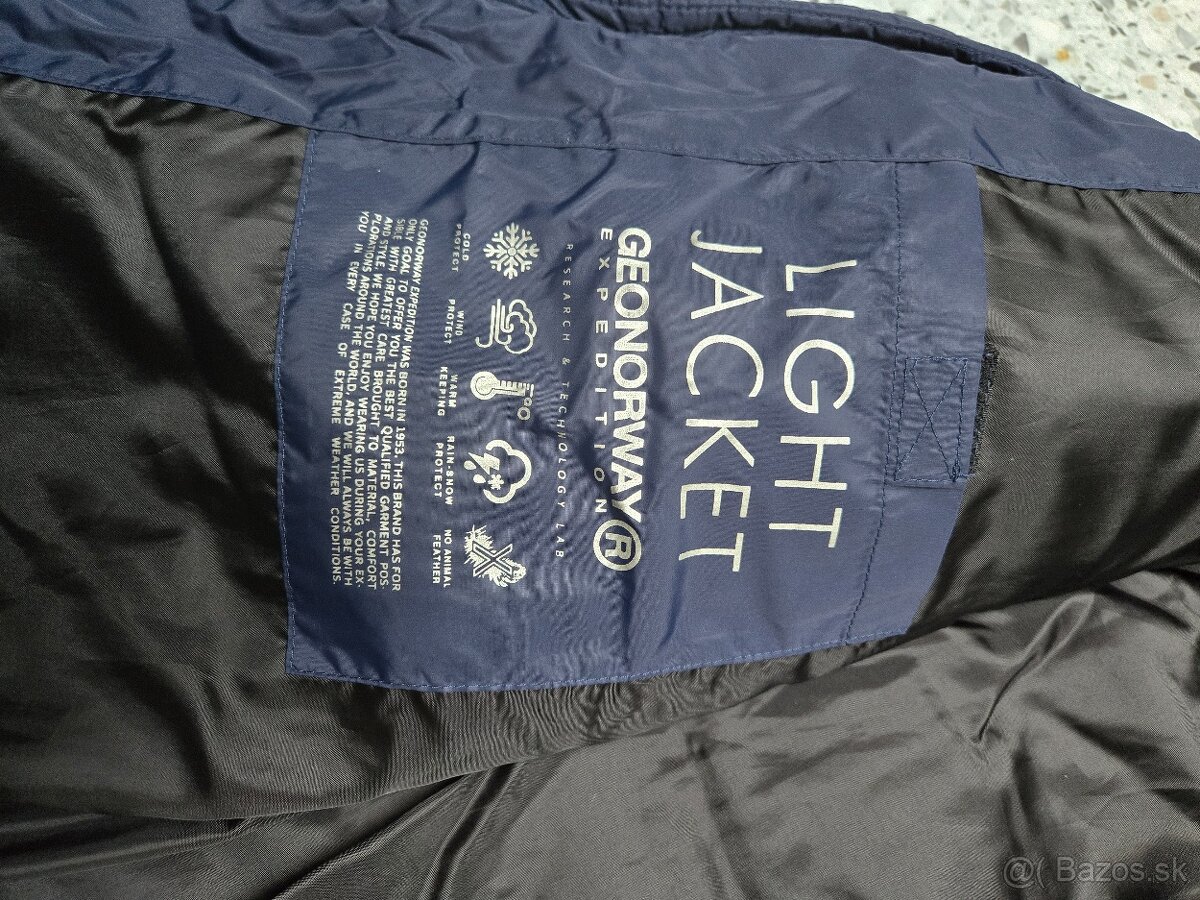 LIGHT
JACKET
GEONORWAY®
EXPEDITION
RESEARCH & TECHNOLOGY LAB
COLD
PROTECT
WIND
PROTECT
WARM
KEEPING
RAIN-SNOW
PROTECT
NO ANIMAL
FEATHER
GEONORWAY EXPEDITION WAS BORN IN 1953. THIS BRAND HAS FOR
ONLY GOAL TO OFFER YOU THE BEST QUALIFIED GARMENT POS-
SIBLE WITH GREATEST CARE BROUGHT TO MATERIAL, COMFORT
AND STYLE. WE HOPE YOU ENJOY WEARING US DURING YOUR EX-
PLORATIONS AROUND THE WORLD AND WE WILL ALWAYS BE WITH
YOU IN EVERY CASE OF EXTREME WEATHER CONDITIONS.
@( Bazos.sk